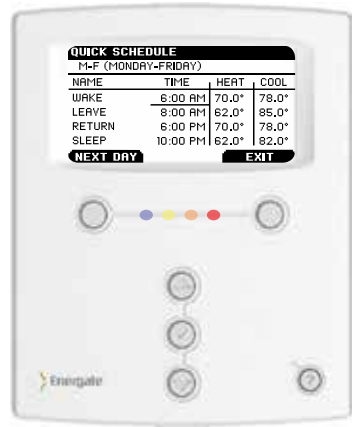 QUICK SCHEDULE
M-F (MONDAY-FRIDAY)
NAME TIME HEAT COOL
WAKE 6:00 AM 70.0° 78.0°
LEAVE 8:00 AM 62.0° 85.0°
RETURN 6:00 PM 70.0° 78.0°
SLEEP 10:00 PM 62.0° 82.0°
NEXT DAY EXIT
Energate ?